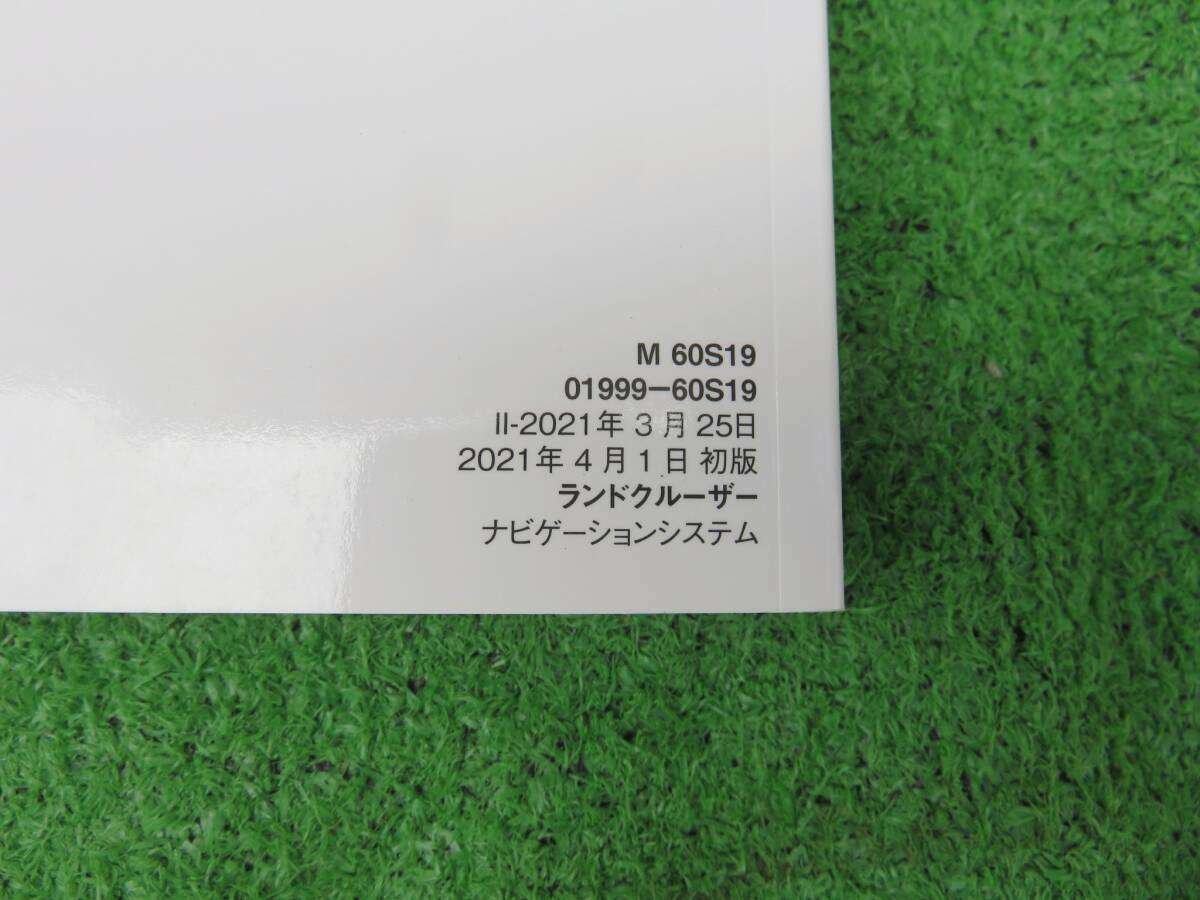 M 60S19
01999−60S19
II-2021年 3 月 25日
2021年 4 月 1 日 初版
ランドクルーザー
ナビゲーションシステム